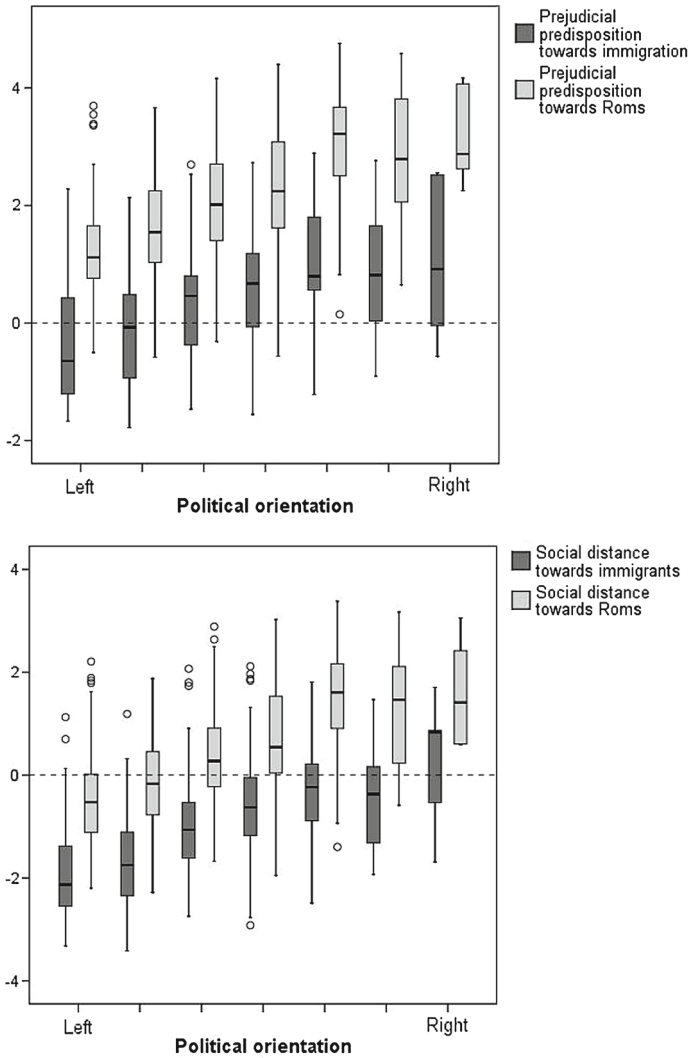 Prejudicial
predisposition
towards immigration
Prejudicial
predisposition
towards Roms
4
2
0
-2
Left
Right
Political orientation
Social distance
towards immigrants
Social distance
towards Roms
4
2
0
-2
-4
Left
Right
Political orientation